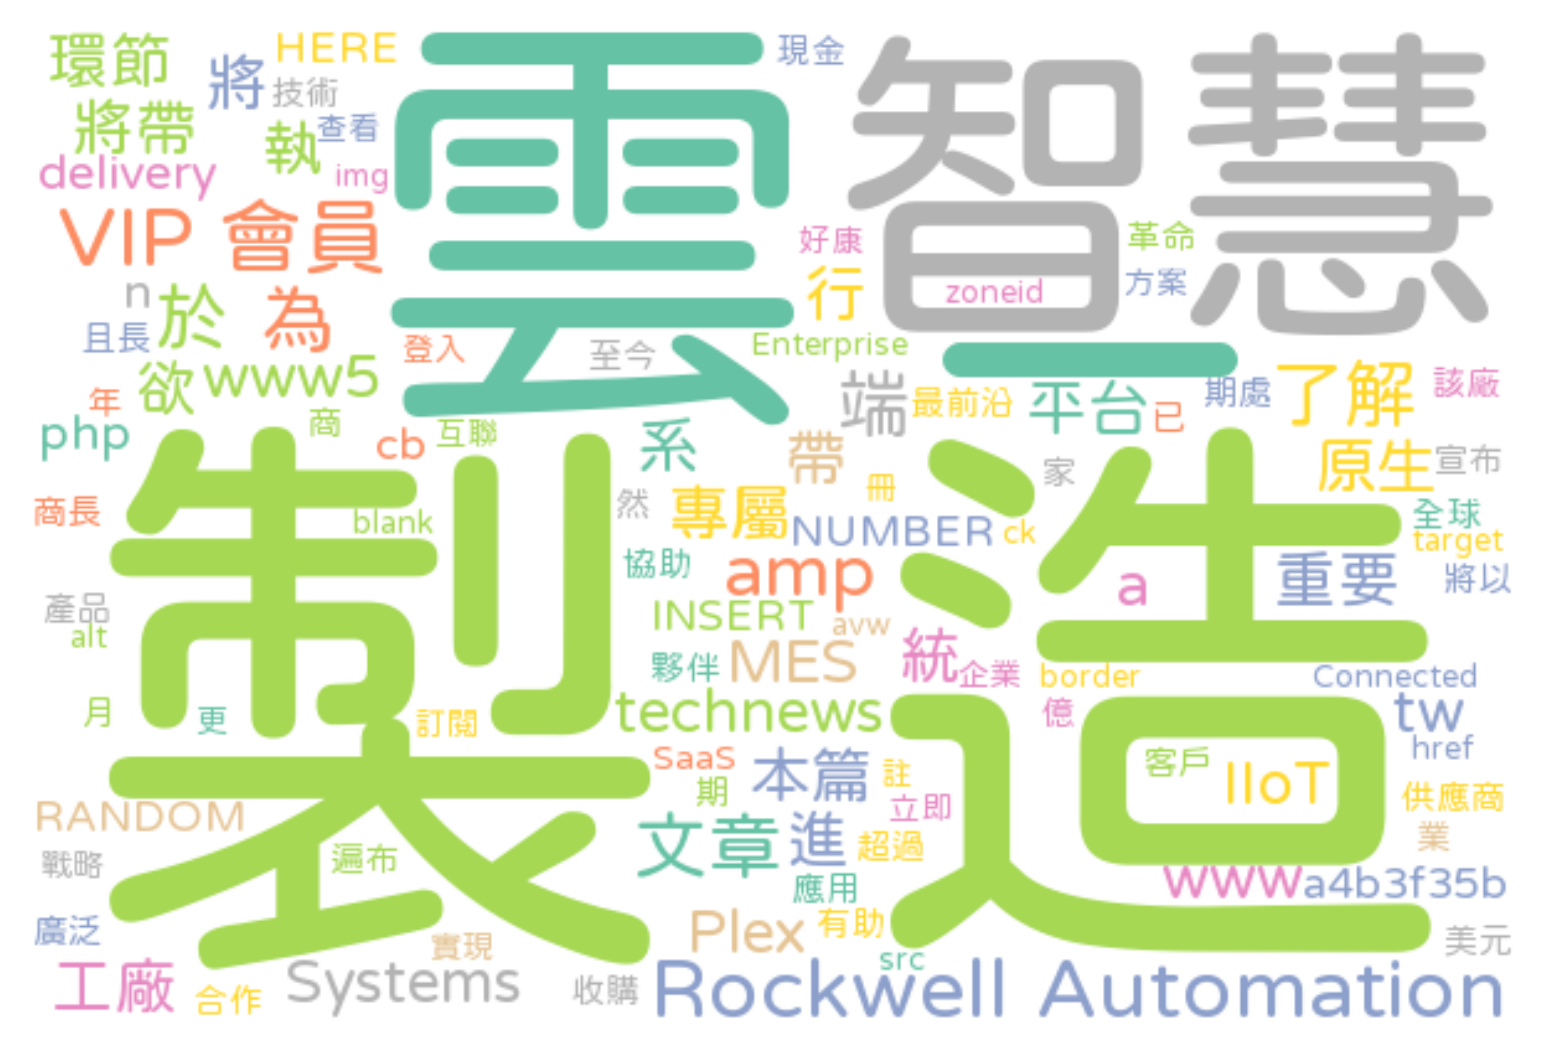 環節
將
HERE
技術
雲
現金
智慧
將帶
執
查看
delivery
img
VIP 會員
好康
革命
行
zoneid
方案
n
於
為
且長
登入
至今
Enterprise
一
欲
www5
年
端
最前沿
平台
已
期處
了解
該廠
php
商
cb
互聯
系
帶
家
原生
宣布
製造
商長
blank
然
專屬
冊
NUMBER
ck
全球
target
協助
amp
a
重要
將以
產品
alt
INSERT
avw
夥伴
MES
統
企業
border
Connected
月
更
訂閱
technews
億
tw
href
SaaS
期
本篇
註
客戶
IIoT
立即
供應商
RANDOM
文章
進
超過
業
戰略
遍布
應用
www
a4b3f35b
廣泛
實現
Plex
有助
src
美元
工廠
合作
Systems
收購
Rockwell Automation